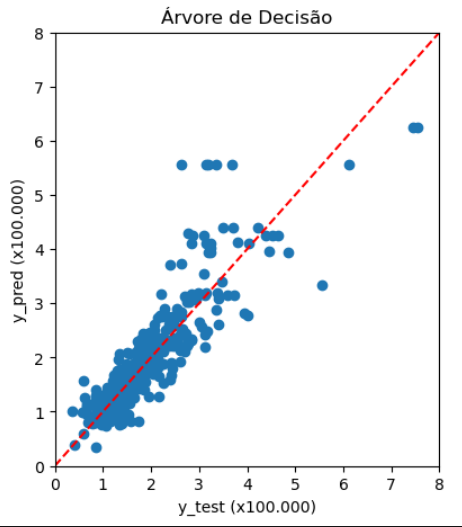 Árvore de Decisão
8
7
6
5
4
3
2
1
0
y_pred (x100.000)
0 1 2 3 4 5 6 7 8
y_test (x100.000)